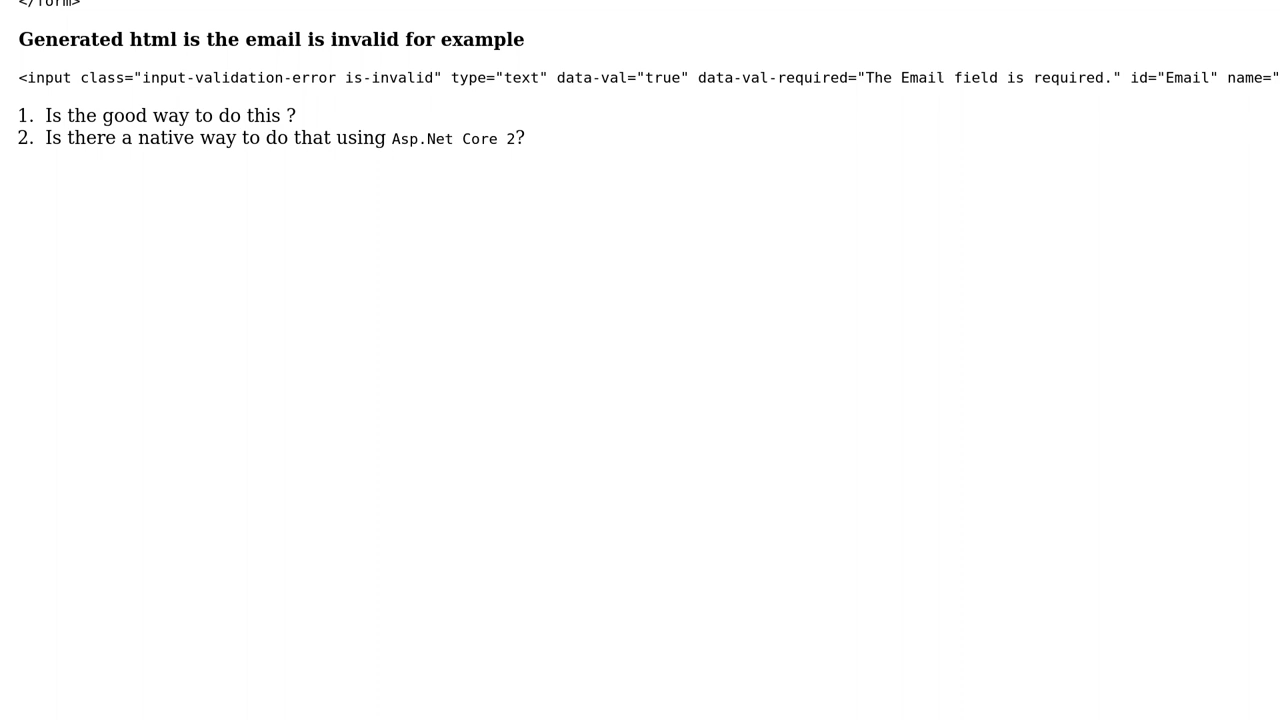 </form>
Generated html is the email is invalid for example
<input class="input-validation-error is-invalid" type="text" data-val="true" data-val-required="The Email field is required." id="Email" name="
1. Is the good way to do this ?
2. Is there a native way to do that using Asp.Net Core 2?